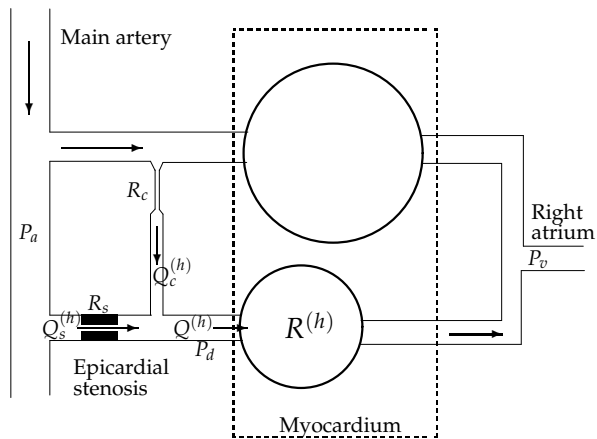 Main artery
R_c
P_a
Right
atrium
P_v
Q_c^{(h)}
R_s
Q_s^{(h)}
Q^{(h)}
R^{(h)}
P_d
Epicardial
stenosis
Myocardium